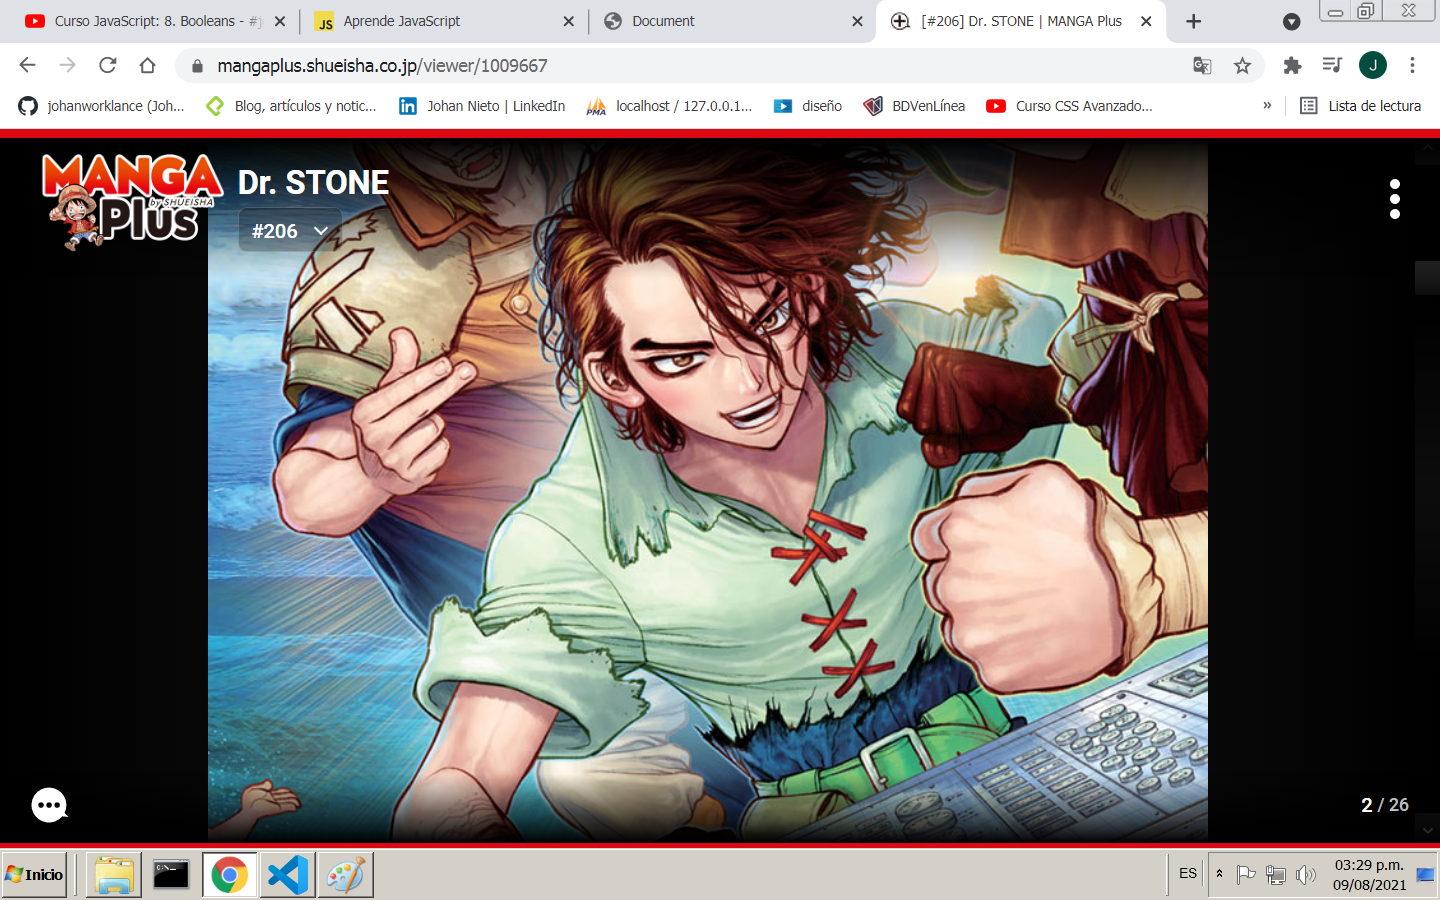 Curso JavaScript: 8. Booleans - #j
Aprende JavaScript
Document
[#206] Dr. STONE | MANGA Plus
mangaplus.shueisha.co.jp/viewer/1009667
J
johanworklance (Joh...
Blog, artículos y notic...
Johan Nieto | LinkedIn
localhost / 127.0.0.1...
diseño
BDVenLínea
Curso CSS Avanzado...
»
Lista de lectura
MANGA
by SHUEISHA
Plus
Dr. STONE
#206
2 / 26
Inicio
ES
03:29 p.m.
09/08/2021